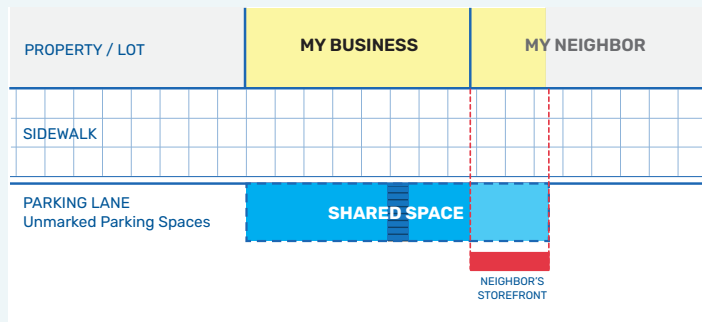 PROPERTY / LOT
MY BUSINESS
MY NEIGHBOR
SIDEWALK
PARKING LANE
Unmarked Parking Spaces
SHARED SPACE
NEIGHBOR'S
STOREFRONT